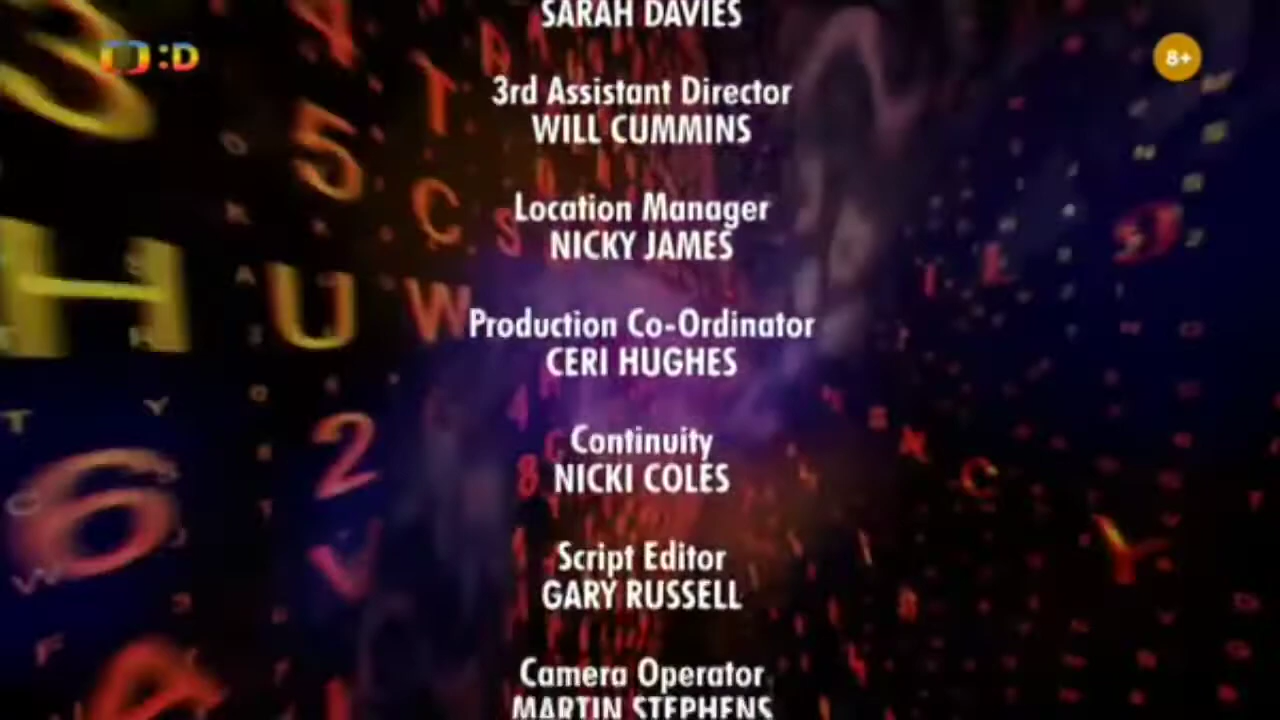 SARAH DAVIES
:D
8+
3rd Assistant Director
WILL CUMMINS
Location Manager
NICKY JAMES
Production Co-Ordinator
CERI HUGHES
Continuity
NICKI COLES
Script Editor
GARY RUSSELL
Camera Operator
MARTIN STEPHENS